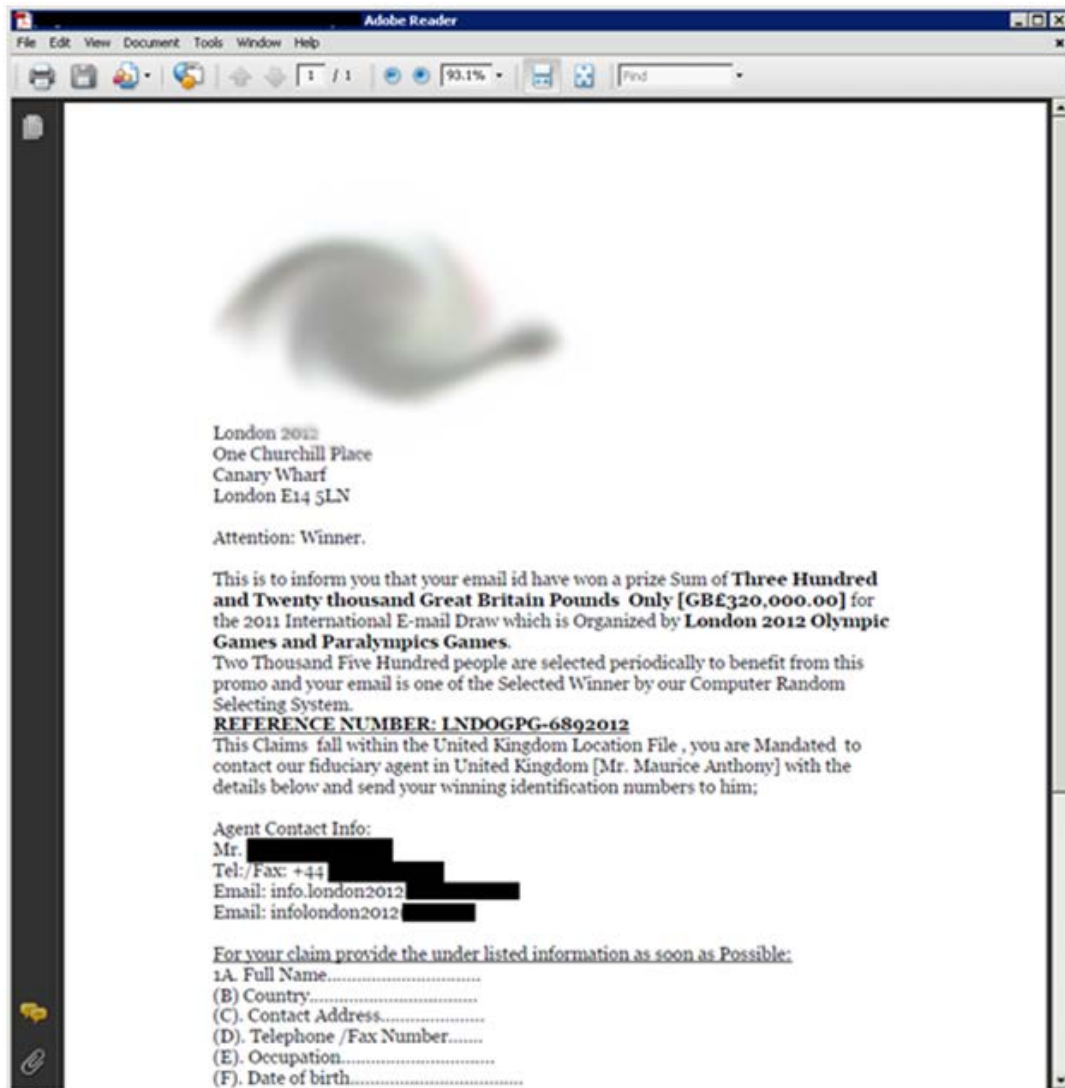 Adobe Reader
File Edit View Document Tools Window Help
1 / 1 93.1% Find
London 2012
One Churchill Place
Canary Wharf
London E14 5LN
Attention: Winner.
This is to inform you that your email id have won a prize Sum of Three Hundred
and Twenty thousand Great Britain Pounds Only [GB£320,000.00] for
the 2011 International E-mail Draw which is Organized by London 2012 Olympic
Games and Paralympics Games.
Two Thousand Five Hundred people are selected periodically to benefit from this
promo and your email is one of the Selected Winner by our Computer Random
Selecting System.
REFERENCE NUMBER: LNDOGPG-6892012
This Claims fall within the United Kingdom Location File , you are Mandated to
contact our fiduciary agent in United Kingdom [Mr. Maurice Anthony] with the
details below and send your winning identification numbers to him;
Agent Contact Info:
Mr.
Tel:/Fax: +44
Email: info.london2012
Email: infolondon2012
For your claim provide the under listed information as soon as Possible:
1A. Full Name..................................
(B) Country.....................................
(C). Contact Address.......................
(D). Telephone /Fax Number.......
(E). Occupation..................................
(F). Date of birth......................................